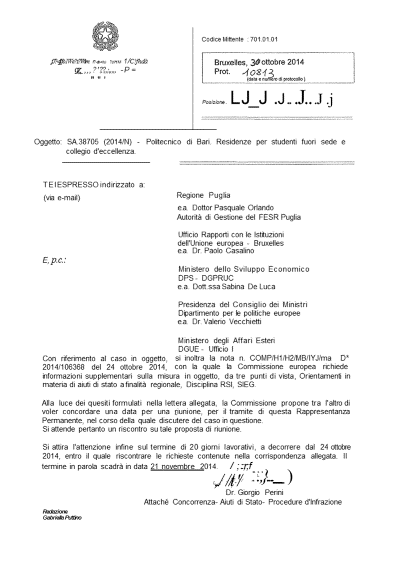 Codice Mittente : 701.01.01
Bruxelles, 30 ottobre 2014
Prot. 10813
(data e numero di protocollo)
Posizione.
Oggetto: SA.38705 (2014/N) - Politecnico di Bari. Residenze per studenti fuori sede e
collegio d'eccellenza.
TEIESPRESSO indirizzato a:
(via e-mail)
Regione Puglia
e.a. Dottor Pasquale Orlando
Autorità di Gestione del FESR Puglia
Ufficio Rapporti con le Istituzioni
dell'Unione europea - Bruxelles
e.a. Dr. Paolo Casalino
E, p.c.:
Ministero dello Sviluppo Economico
DPS - DGPRUC
e.a. Dott.ssa Sabina De Luca
Presidenza del Consiglio dei Ministri
Dipartimento per le politiche europee
e.a. Dr Valerio Vecchietti
Ministero degli Affari Esteri
DGUE - Ufficio I
Con riferimento al caso in oggetto, si inoltra la nota n. COMP/H1/H2/MB/IYJ/ma D*
2014/106368 del 24 ottobre 2014, con la quale la Commissione europea richiede
informazioni supplementari sulla misura in oggetto, da tre punti di vista, Orientamenti in
materia di aiuti di stato a finalità regionale, Disciplina RSI, SIEG.
Alla luce dei quesiti formulati nella lettera allegata, la Commissione propone tra l'altro di
voler concordare una data per una riunione, per il tramite di questa Rappresentanza
Permanente, nel corso della quale discutere del caso in questione.
Si attende pertanto un riscontro su tale proposta di riunione.
Si attira l'attenzione infine sul termine di 20 giorni lavorativi, a decorrere dal 24 ottobre
2014, entro il quale riscontrare le richieste contenute nella corrispondenza allegata. Il
termine in parola scadrà in data 21 novembre 2014.
Dr. Giorgio Perini
Attaché Concorrenza- Aiuti di Stato- Procedure d'Infrazione
Redazione
Gabriella Puttino